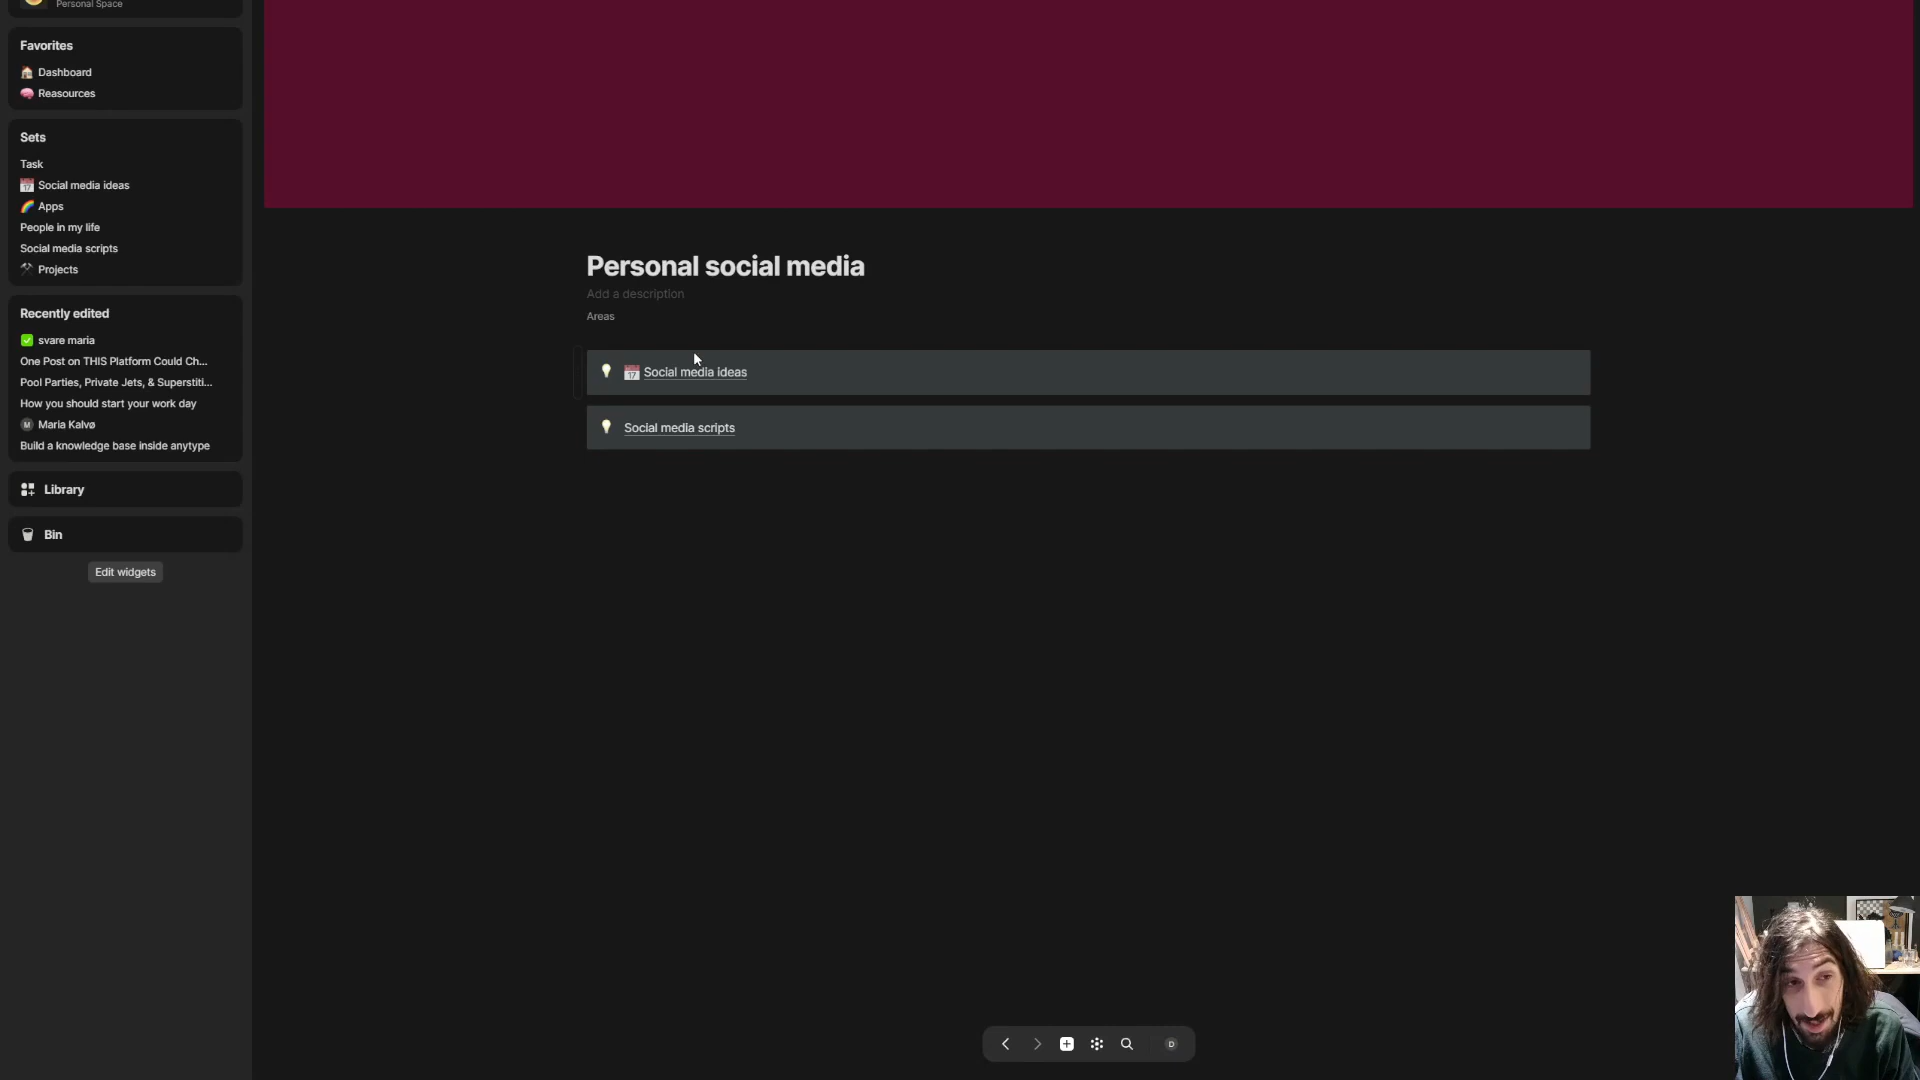 Personal Space
Favorites
Dashboard
Reasources
Sets
Task
Social media ideas
Apps
People in my life
Social media scripts
Projects
Recently edited
svare maria
One Post on THIS Platform Could Ch...
Pool Parties, Private Jets, & Superstiti...
How you should start your work day
M Maria Kalvø
Build a knowledge base inside anytype
Library
Bin
Edit widgets
Personal social media
Add a description
Areas
17 Social media ideas
Social media scripts
D